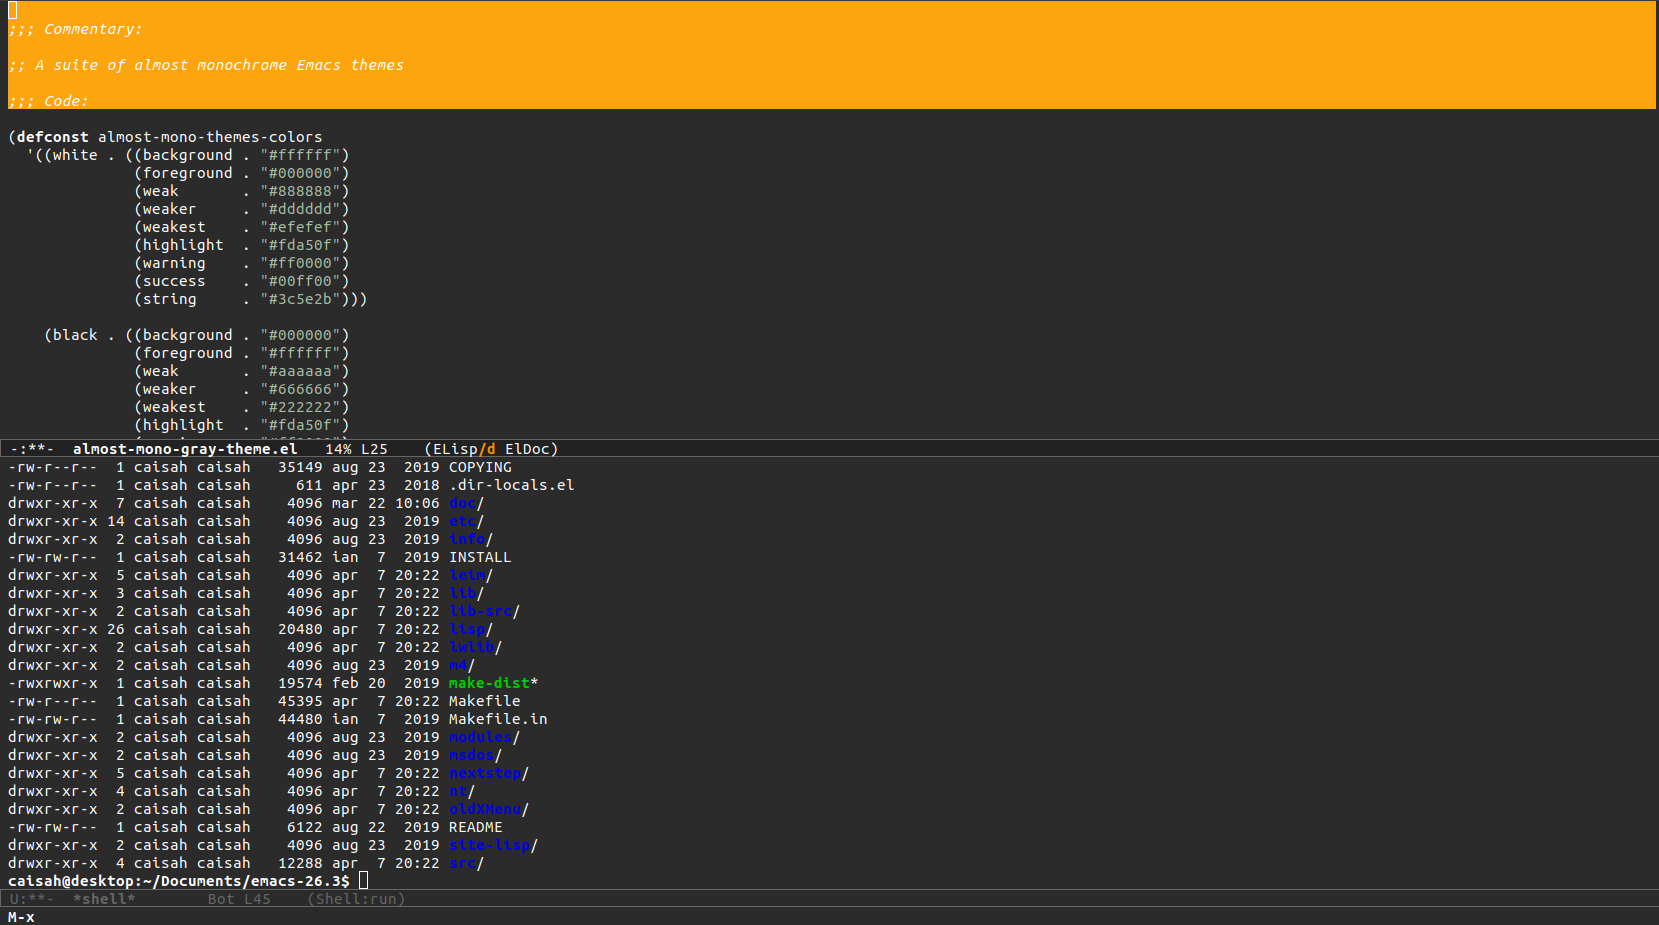 ;;; Commentary:
;; A suite of almost monochrome Emacs themes
;;; Code:
(defconst almost-mono-themes-colors
  '((white . ((background . "#ffffff")
              (foreground . "#000000")
              (weak       . "#888888")
              (weaker     . "#dddddd")
              (weakest    . "#efefef")
              (highlight  . "#fda50f")
              (warning    . "#ff0000")
              (success    . "#00ff00")
              (string     . "#3c5e2b")))
    (black . ((background . "#000000")
              (foreground . "#ffffff")
              (weak       . "#aaaaaa")
              (weaker     . "#666666")
              (weakest    . "#222222")
              (highlight  . "#fda50f")
-:**-  almost-mono-gray-theme.el   14% L25    (ELisp/d ElDoc)
-rw-r--r--  1 caisah caisah   35149 aug 23  2019 COPYING
-rw-r--r--  1 caisah caisah     611 apr 23  2018 .dir-locals.el
drwxr-xr-x  7 caisah caisah    4096 mar 22 10:06 doc/
drwxr-xr-x 14 caisah caisah    4096 aug 23  2019 etc/
drwxr-xr-x  2 caisah caisah    4096 aug 23  2019 info/
-rw-rw-r--  1 caisah caisah   31462 ian  7  2019 INSTALL
drwxr-xr-x  5 caisah caisah    4096 apr  7 20:22 leim/
drwxr-xr-x  3 caisah caisah    4096 apr  7 20:22 lib/
drwxr-xr-x  2 caisah caisah    4096 apr  7 20:22 lib-src/
drwxr-xr-x 26 caisah caisah   20480 apr  7 20:22 lisp/
drwxr-xr-x  2 caisah caisah    4096 apr  7 20:22 lwlib/
drwxr-xr-x  2 caisah caisah    4096 aug 23  2019 m4/
-rwxrwxr-x  1 caisah caisah   19574 feb 20  2019 make-dist*
-rw-r--r--  1 caisah caisah   45395 apr  7 20:22 Makefile
-rw-rw-r--  1 caisah caisah   44480 ian  7  2019 Makefile.in
drwxr-xr-x  2 caisah caisah    4096 aug 23  2019 modules/
drwxr-xr-x  2 caisah caisah    4096 aug 23  2019 msdos/
drwxr-xr-x  5 caisah caisah    4096 apr  7 20:22 nextstep/
drwxr-xr-x  4 caisah caisah    4096 apr  7 20:22 nt/
drwxr-xr-x  2 caisah caisah    4096 apr  7 20:22 oldXMenu/
-rw-rw-r--  1 caisah caisah    6122 aug 22  2019 README
drwxr-xr-x  2 caisah caisah    4096 aug 23  2019 site-lisp/
drwxr-xr-x  4 caisah caisah   12288 apr  7 20:22 src/
caisah@desktop:~/Documents/emacs-26.3$
U:**-  *shell*        Bot L45    (Shell:run)
M-x